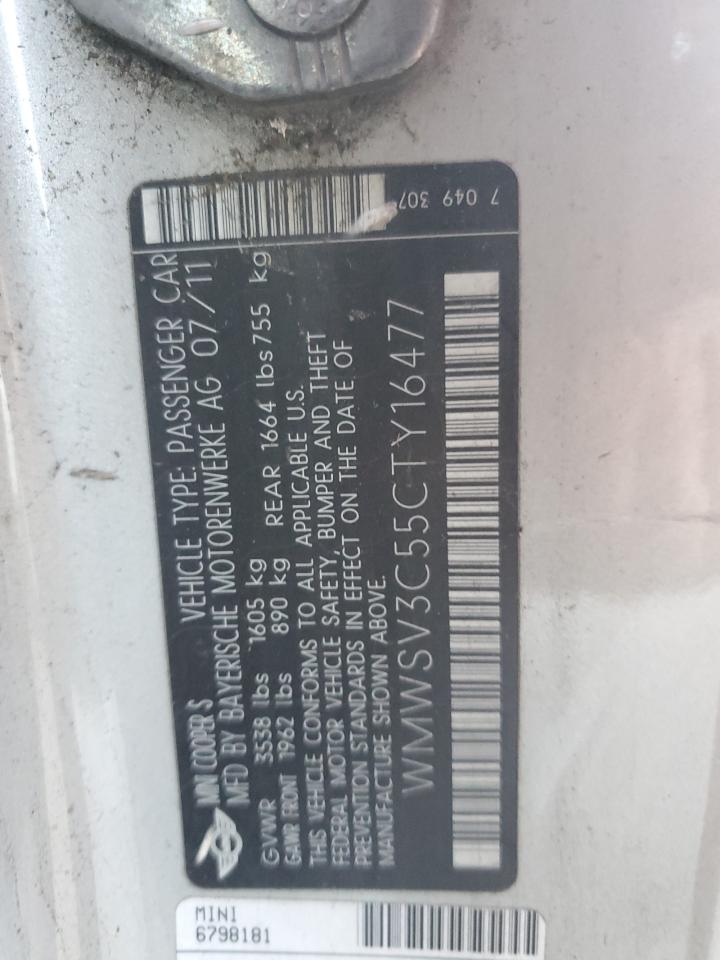 MINI COOPER S VEHICLE TYPE: PASSENGER CAR
MFD BY BAYERISCHE MOTORENWERKE AG 07/11
GVWR 3538 lbs 1605 kg
GAWR FRONT 1962 lbs 890 kg REAR 1664 lbs 755 kg
THIS VEHICLE CONFORMS TO ALL APPLICABLE U.S.
FEDERAL MOTOR VEHICLE SAFETY, BUMPER AND THEFT
PREVENTION STANDARDS IN EFFECT ON THE DATE OF
MANUFACTURE SHOWN ABOVE.
WMWSV3C55CTY16477
7 049 307
MINI
6798181